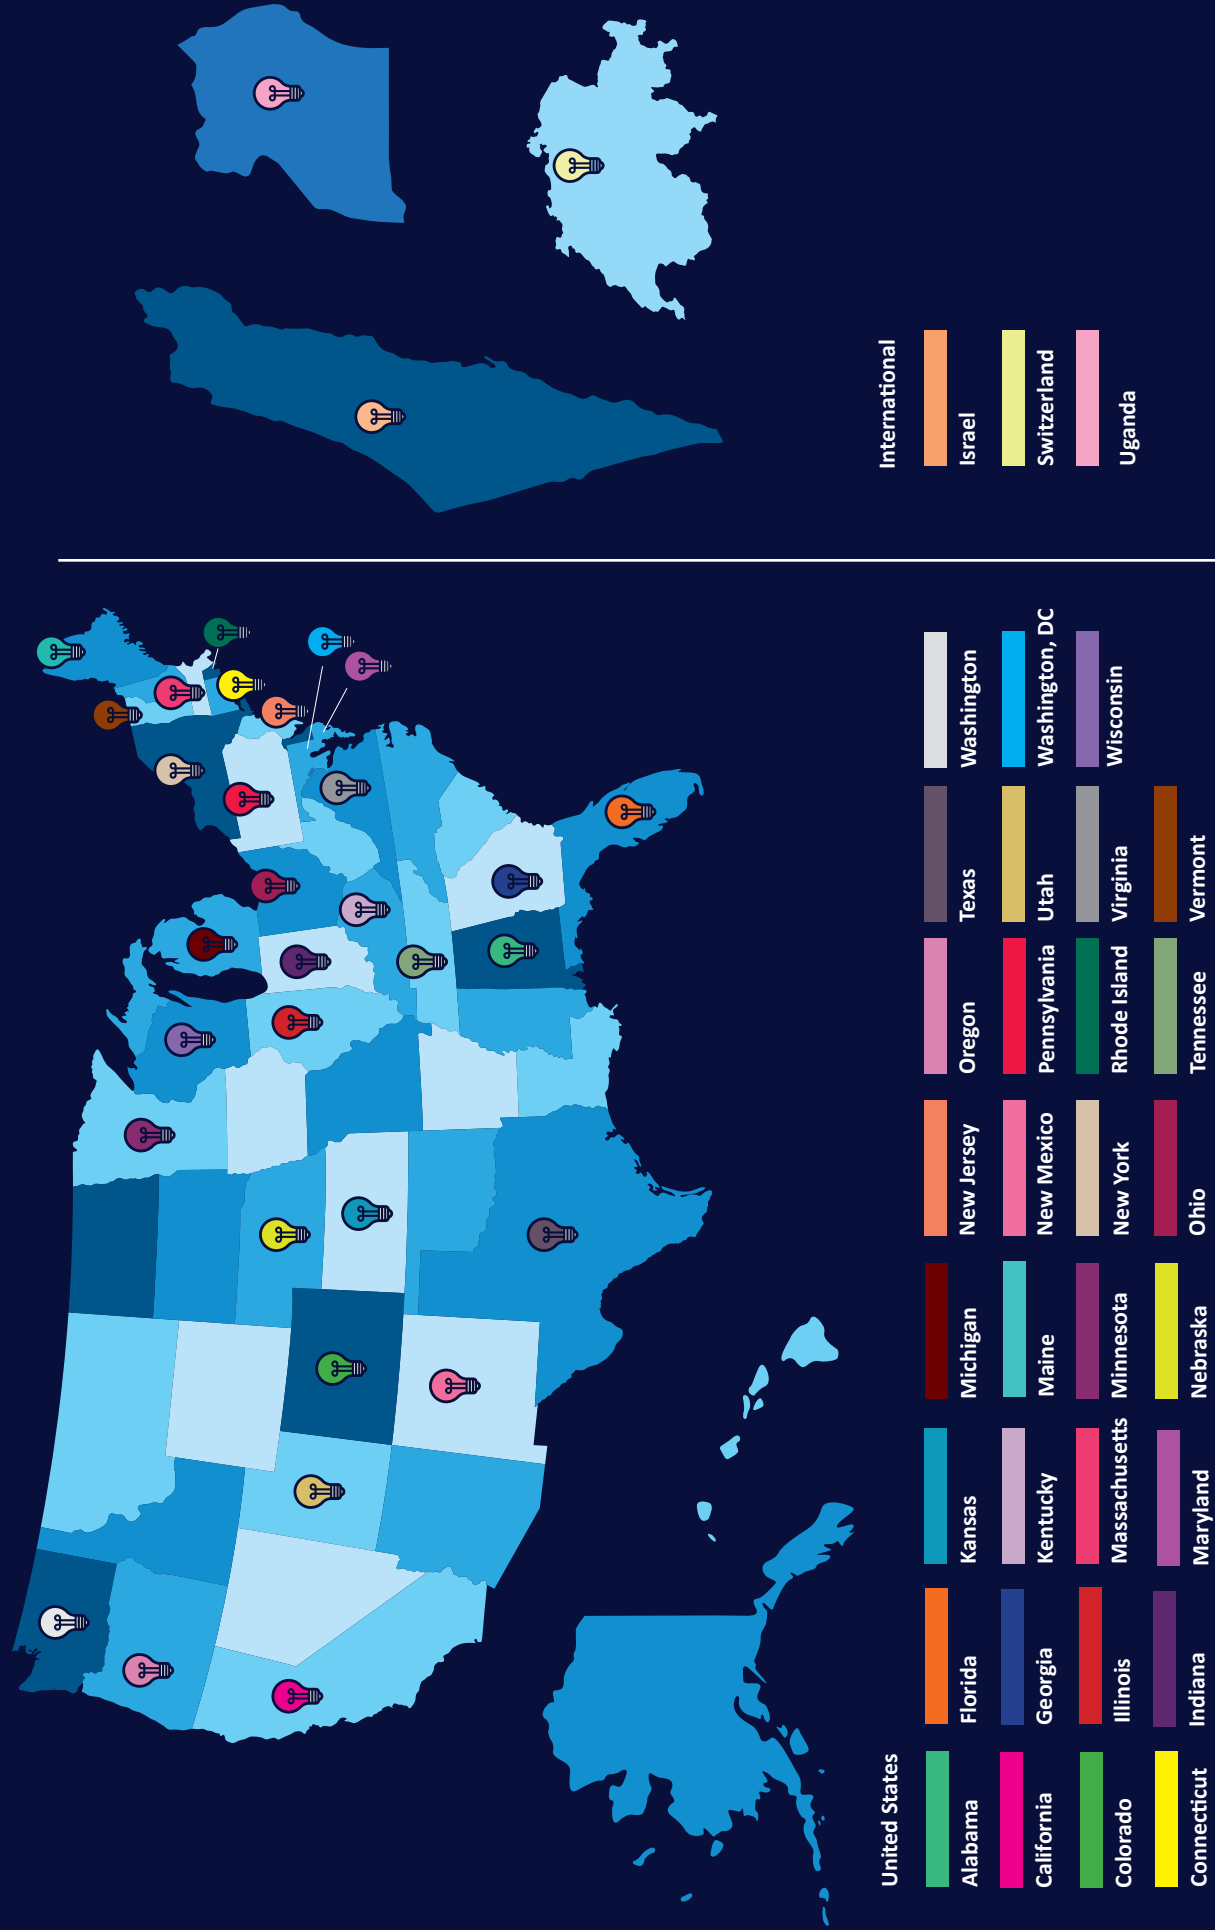 United States
Alabama
California
Colorado
Connecticut
Florida
Georgia
Illinois
Indiana
Kansas
Kentucky
Massachusetts
Maryland
Michigan
Maine
Minnesota
Nebraska
New Jersey
New Mexico
New York
Ohio
Oregon
Pennsylvania
Rhode Island
Tennessee
Texas
Utah
Virginia
Vermont
Washington
Washington, DC
Wisconsin
International
Israel
Switzerland
Uganda